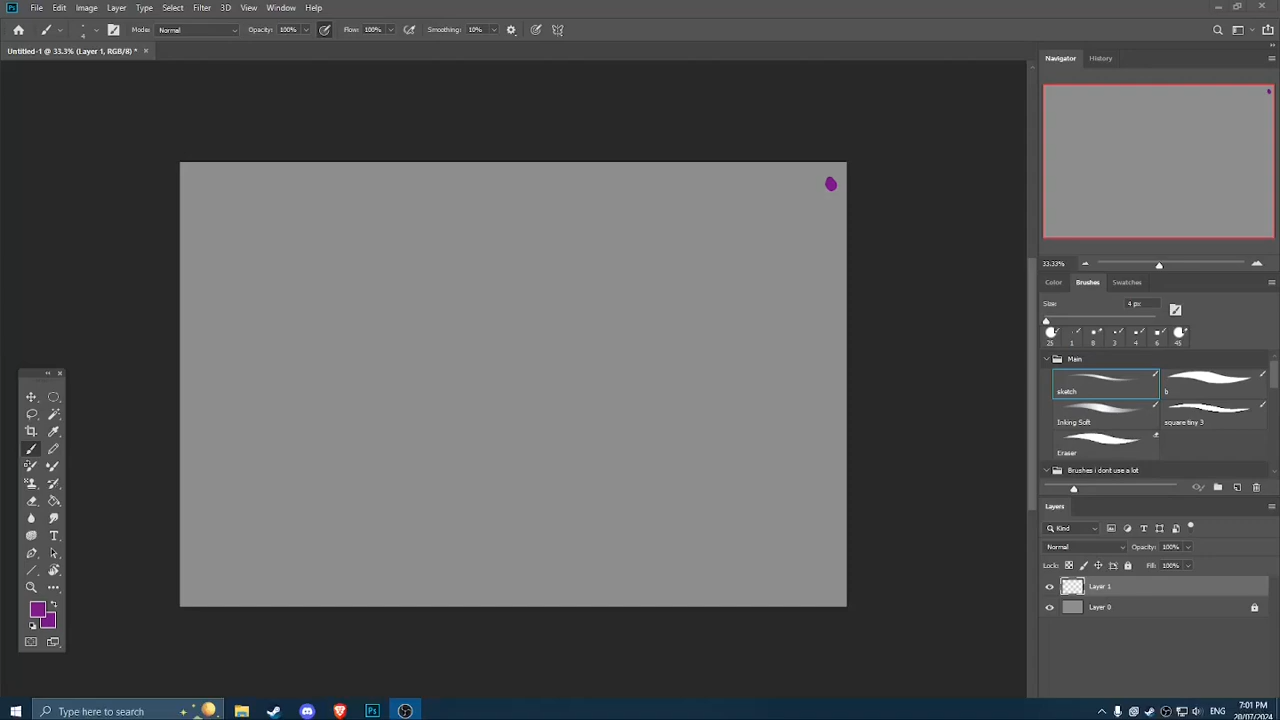 Ps File Edit Image Layer Type Select Filter 3D View Window Help
4 Mode: Normal Opacity: 100% Flow: 100% Smoothing: 10%
Untitled-1 @ 33.3% (Layer 1, RGB/8) * ×
Navigator History
33.33%
Color Brushes Swatches
Size: 4 px
25 1 8 3 4 6 45
Main
sketch b
Inking Soft square tiny 3
Eraser
Brushes i dont use a lot
Layers
Kind
Normal Opacity: 100%
Lock: Fill: 100%
Layer 1
Layer 0
Type here to search Ps ENG 7:01 PM
20/07/2024